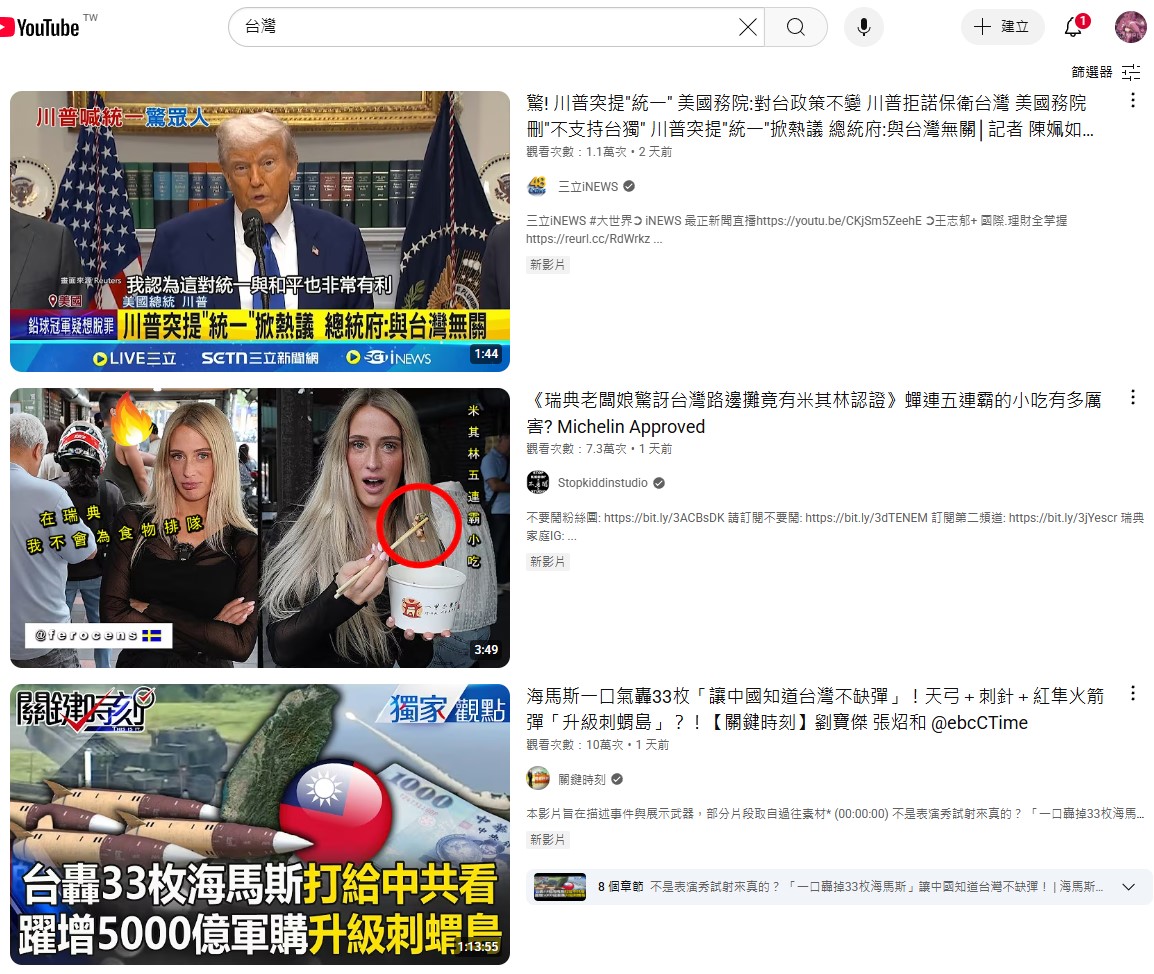 YouTube TW
台灣
建立
1
篩選器
川普喊統一驚眾人
畫面來源 Reuters
我認為這對統一與和平也非常有利
美國
美國總統 川普
鉛球冠軍疑想脫罪
川普突提"統一"掀熱議 總統府:與台灣無關
LIVE三立 SETN三立新聞網 iNEWS
1:44
驚! 川普突提"統一" 美國務院:對台政策不變 川普拒諾保衛台灣 美國務院
刪"不支持台獨" 川普突提"統一"掀熱議 總統府:與台灣無關│記者 陳姵如...
觀看次數：1.1萬次 • 2 天前
三立iNEWS
三立iNEWS #大世界➲ iNEWS 最正新聞直播https://youtu.be/CKjSm5ZeehE ➲王志郁+ 國際.理財全掌握
https://reurl.cc/RdWrkz ...
新影片
米其林五連霸小吃
在瑞典
我不會為食物排隊
@ferocens
3:49
《瑞典老闆娘驚訝台灣路邊攤竟有米其林認證》蟬連五連霸的小吃有多厲
害? Michelin Approved
觀看次數：7.3萬次 • 1 天前
Stopkiddinstudio
不要鬧粉絲團: https://bit.ly/3ACBsDK 請訂閱不要鬧: https://bit.ly/3dTENEM 訂閱第二頻道: https://bit.ly/3jYescr 瑞典
家庭IG: ...
新影片
關鍵時刻
THIS IS IT
獨家觀點
1000
台轟33枚海馬斯打給中共看
躍增5000億軍購升級刺蝟島
1:13:55
海馬斯一口氣轟33枚「讓中國知道台灣不缺彈」！天弓＋刺針＋紅隼火箭
彈「升級刺蝟島」？！【關鍵時刻】劉寶傑 張炤和 @ebcCTime
觀看次數：10萬次 • 1 天前
關鍵時刻
本影片旨在描述事件與展示武器，部分片段取自過往素材* (00:00:00) 不是表演秀試射來真的？ 「一口轟掉33枚海馬...
新影片
8 個章節 不是表演秀試射來真的？ 「一口轟掉33枚海馬斯」讓中國知道台灣不缺彈！ | 海馬斯...